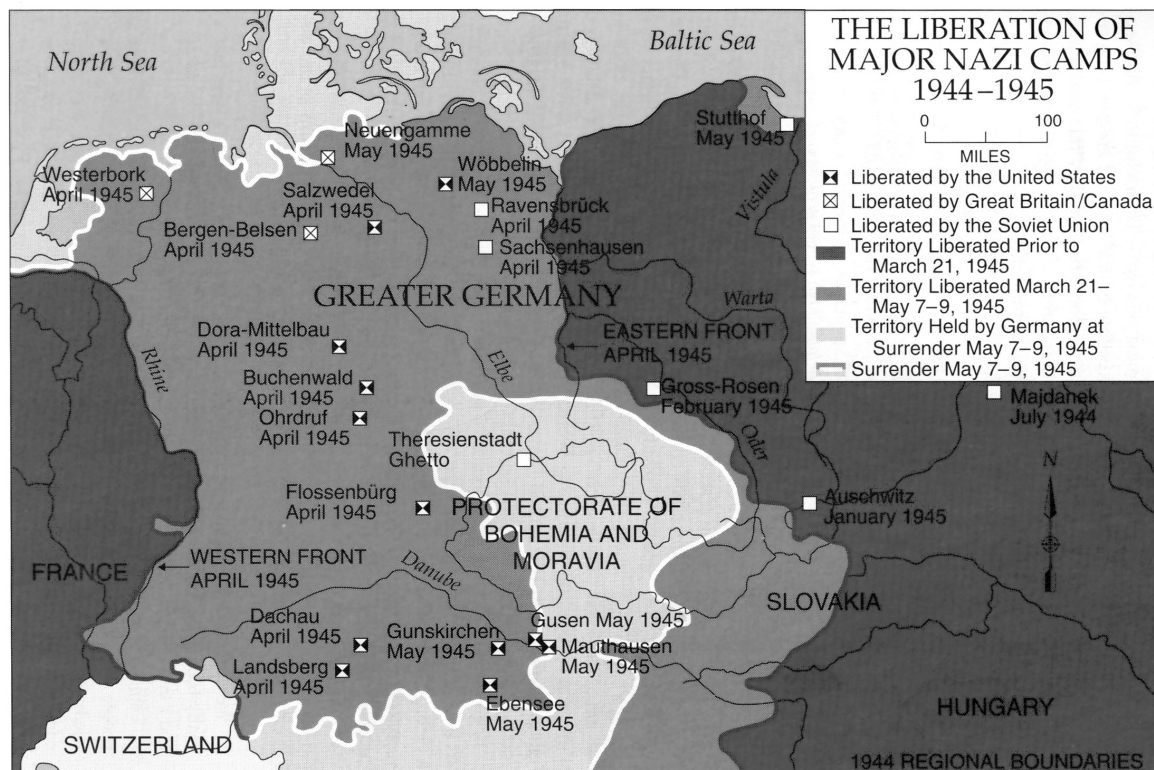 THE LIBERATION OF
MAJOR NAZI CAMPS
1944–1945
0 100
MILES
Liberated by the United States
Liberated by Great Britain/Canada
Liberated by the Soviet Union
Territory Liberated Prior to
March 21, 1945
Territory Liberated March 21–
May 7–9, 1945
Territory Held by Germany at
Surrender May 7–9, 1945
Surrender May 7–9, 1945
North Sea
Baltic Sea
Neuengamme
May 1945
Stutthof
May 1945
Westerbork
April 1945
Wöbbelin
May 1945
Salzwedel
April 1945
Ravensbrück
April 1945
Bergen-Belsen
April 1945
Sachsenhausen
April 1945
Vistula
GREATER GERMANY
Warta
Dora-Mittelbau
April 1945
EASTERN FRONT
APRIL 1945
Rhine
Elbe
Buchenwald
April 1945
Gross-Rosen
February 1945
Majdanek
July 1944
Ohrdruf
April 1945
Theresienstadt
Ghetto
Oder
N
Flossenbürg
April 1945
PROTECTORATE OF
BOHEMIA AND
MORAVIA
Auschwitz
January 1945
FRANCE
WESTERN FRONT
APRIL 1945
Danube
SLOVAKIA
Dachau
April 1945
Gunskirchen
May 1945
Gusen May 1945
Mauthausen
May 1945
Landsberg
April 1945
Ebensee
May 1945
HUNGARY
SWITZERLAND
1944 REGIONAL BOUNDARIES